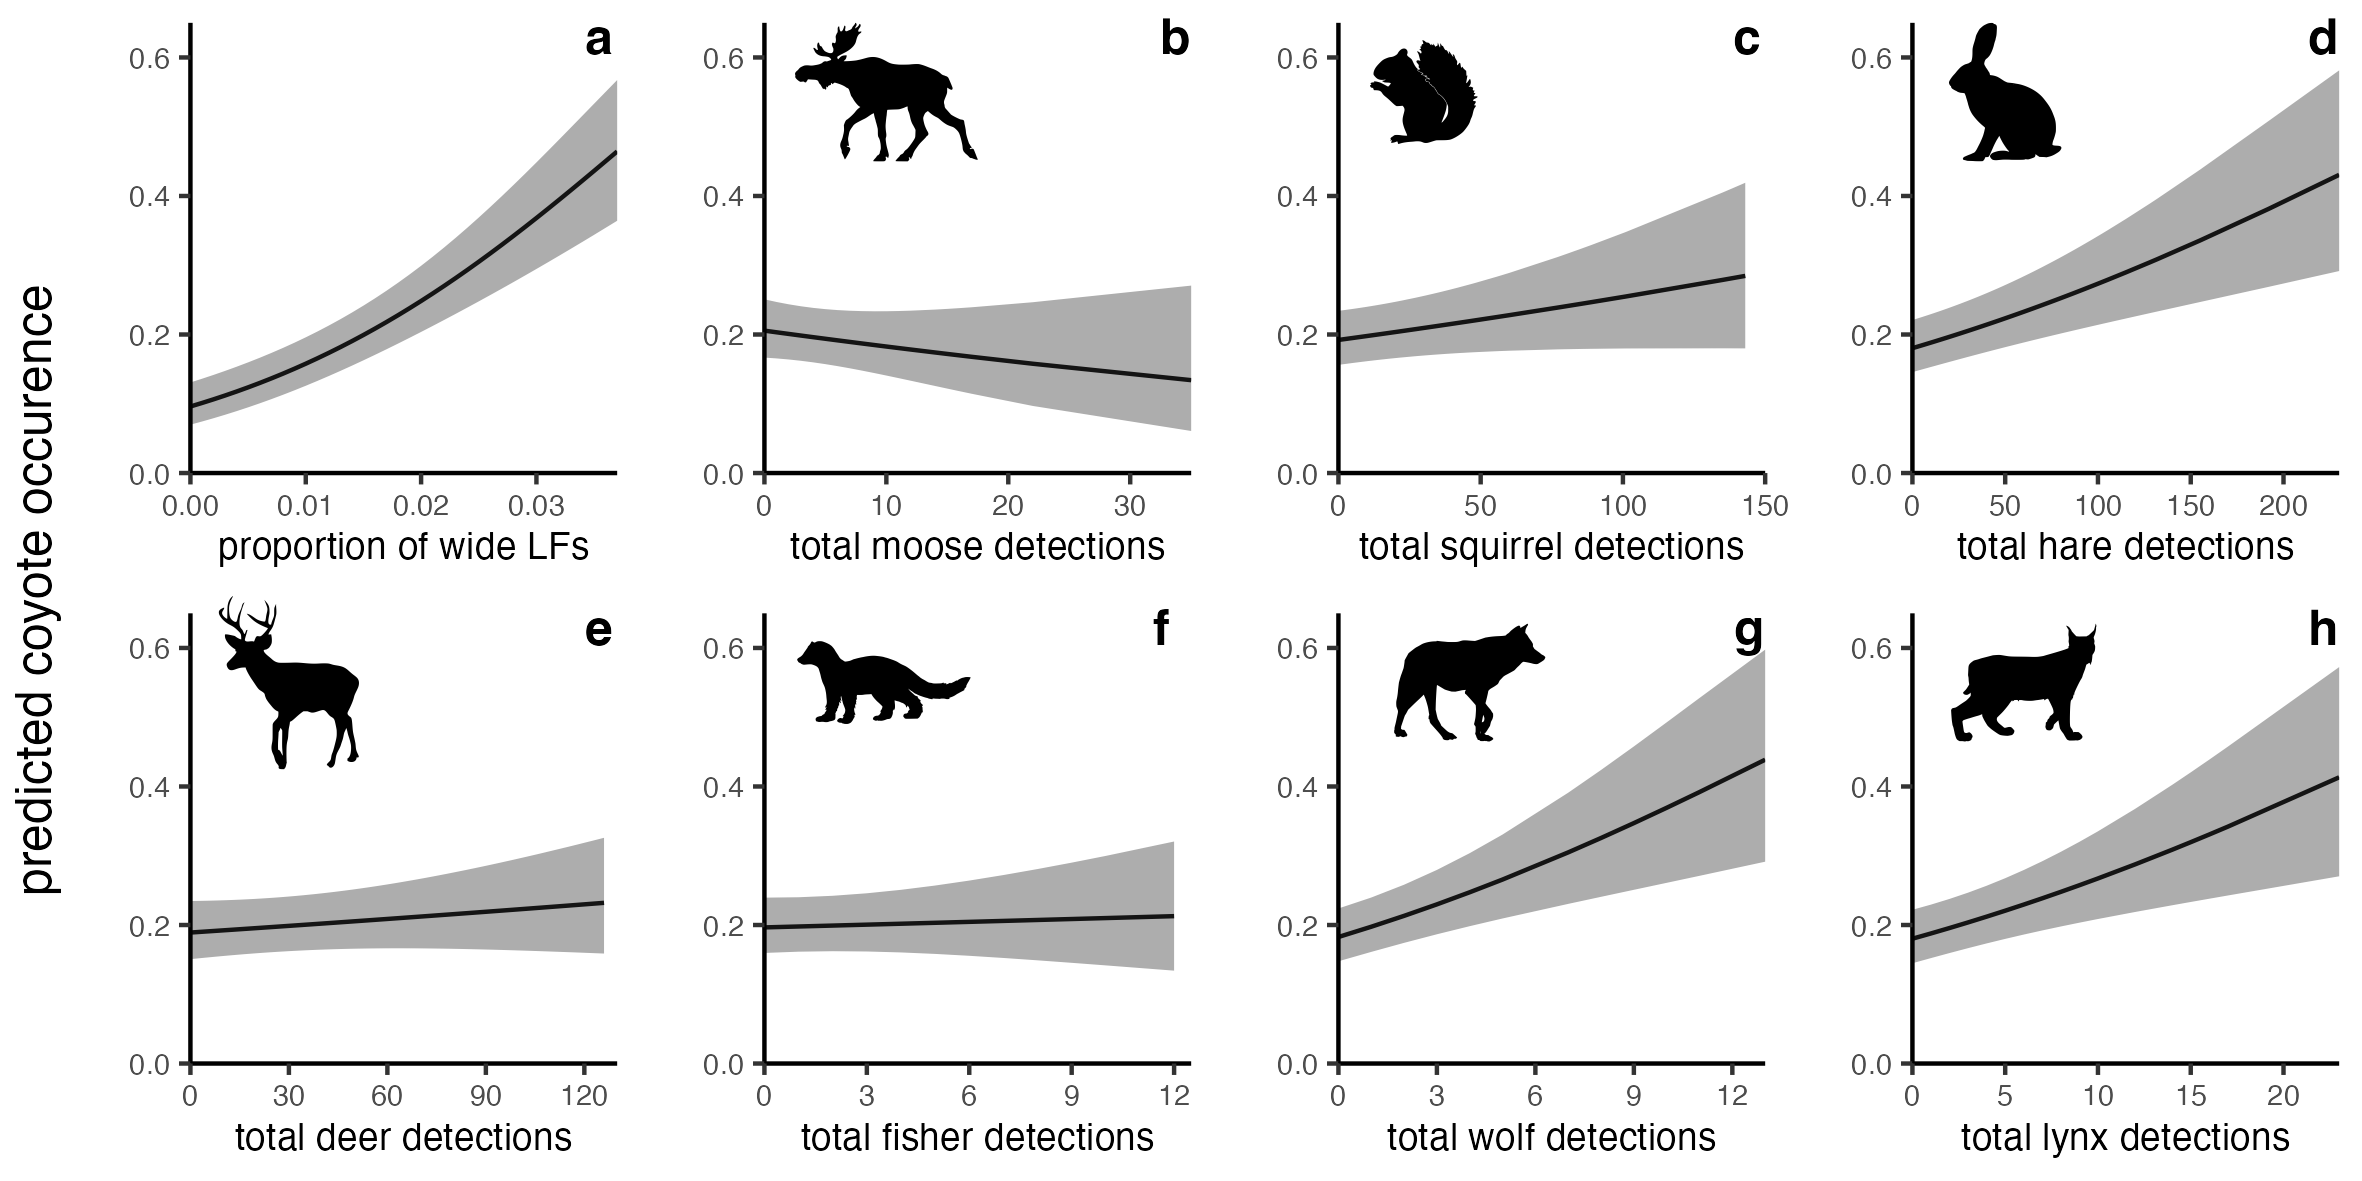 predicted coyote occurence
a
0.6
0.4
0.2
0.0
0.00 0.01 0.02 0.03
proportion of wide LFs
b
0.6
0.4
0.2
0.0
0 10 20 30
total moose detections
c
0.6
0.4
0.2
0.0
0 50 100 150
total squirrel detections
d
0.6
0.4
0.2
0.0
0 50 100 150 200
total hare detections
e
0.6
0.4
0.2
0.0
0 30 60 90 120
total deer detections
f
0.6
0.4
0.2
0.0
0 3 6 9 12
total fisher detections
g
0.6
0.4
0.2
0.0
0 3 6 9 12
total wolf detections
h
0.6
0.4
0.2
0.0
0 5 10 15 20
total lynx detections